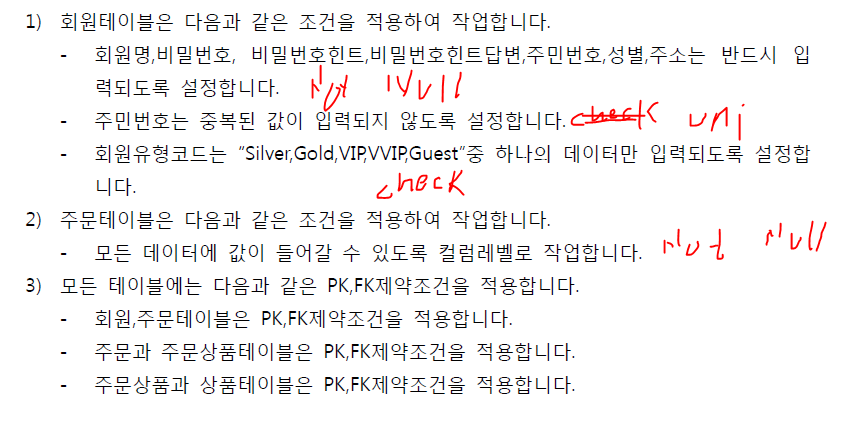 1) 회원테이블은 다음과 같은 조건을 적용하여 작업합니다.
- 회원명,비밀번호, 비밀번호힌트,비밀번호힌트답변,주민번호,성별,주소는 반드시 입
력되도록 설정합니다. Not Null
- 주민번호는 중복된 값이 입력되지 않도록 설정합니다. check uni
- 회원유형코드는 “Silver,Gold,VIP,VVIP,Guest”중 하나의 데이터만 입력되도록 설정합
니다. check
2) 주문테이블은 다음과 같은 조건을 적용하여 작업합니다.
- 모든 데이터에 값이 들어갈 수 있도록 컬럼레벨로 작업합니다. Not Null
3) 모든 테이블에는 다음과 같은 PK,FK제약조건을 적용합니다.
- 회원,주문테이블은 PK,FK제약조건을 적용합니다.
- 주문과 주문상품테이블은 PK,FK제약조건을 적용합니다.
- 주문상품과 상품테이블은 PK,FK제약조건을 적용합니다.